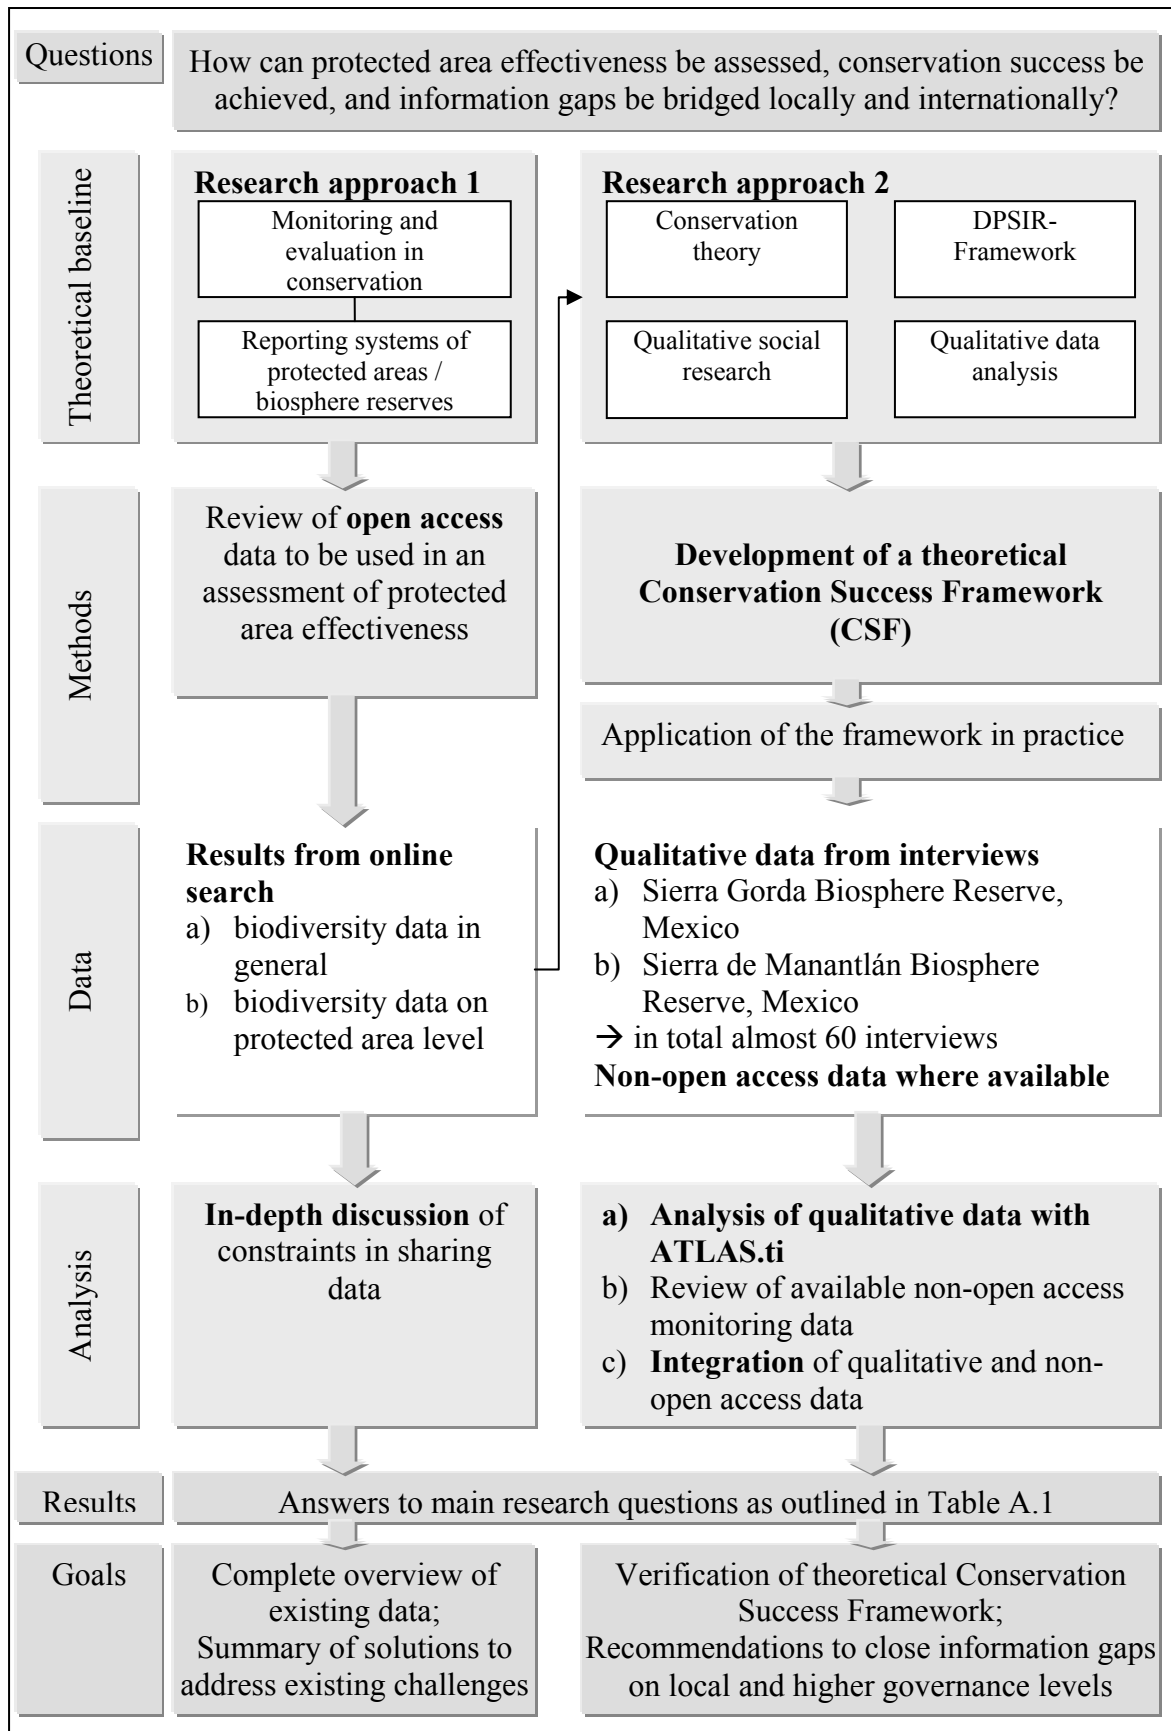 Questions
How can protected area effectiveness be assessed, conservation success be
achieved, and information gaps be bridged locally and internationally?
Theoretical baseline
Research approach 1
Monitoring and
evaluation in
conservation
Reporting systems of
protected areas /
biosphere reserves
Research approach 2
Conservation
theory
DPSIR-
Framework
Qualitative social
research
Qualitative data
analysis
Methods
Review of open access
data to be used in an
assessment of protected
area effectiveness
Development of a theoretical
Conservation Success Framework
(CSF)
Application of the framework in practice
Data
Results from online
search
a) biodiversity data in
general
b) biodiversity data on
protected area level
Qualitative data from interviews
a) Sierra Gorda Biosphere Reserve,
Mexico
b) Sierra de Manantlán Biosphere
Reserve, Mexico
→ in total almost 60 interviews
Non-open access data where available
Analysis
In-depth discussion of
constraints in sharing
data
a) Analysis of qualitative data with
ATLAS.ti
b) Review of available non-open access
monitoring data
c) Integration of qualitative and non-
open access data
Results
Answers to main research questions as outlined in Table A.1
Goals
Complete overview of
existing data;
Summary of solutions to
address existing challenges
Verification of theoretical Conservation
Success Framework;
Recommendations to close information gaps
on local and higher governance levels